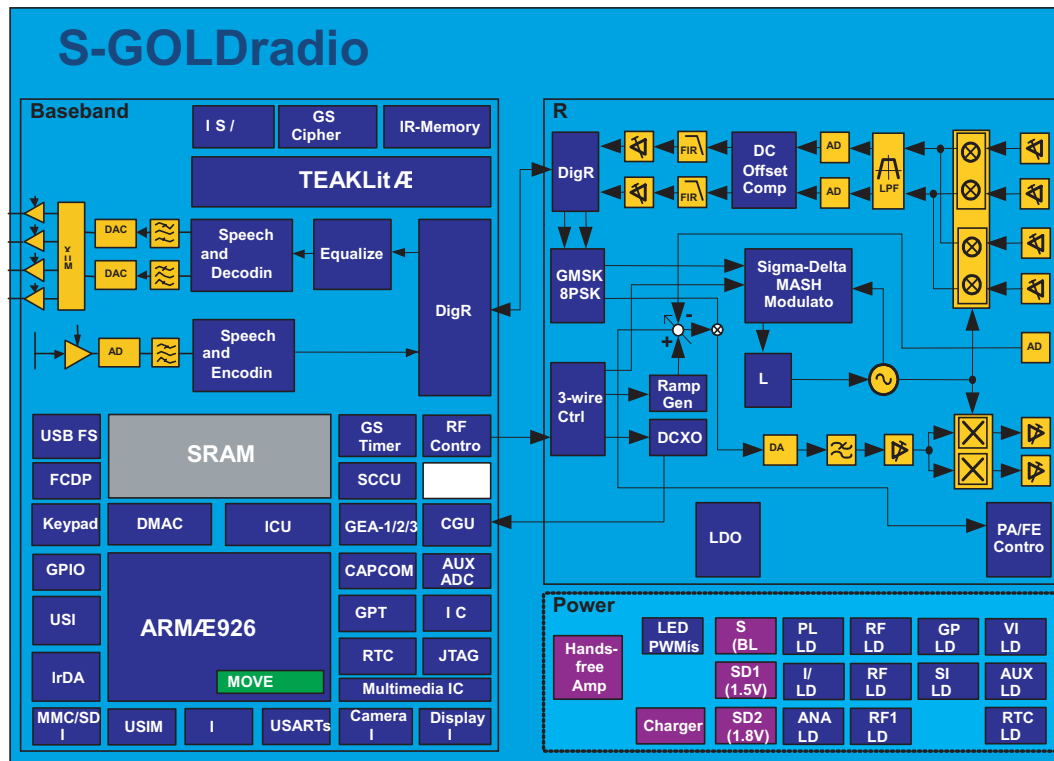 S-GOLDradio
Baseband
I S /
GS
Cipher
IR-Memory
TEAKLit Æ
MUX
DAC
DAC
Speech
and
Decodin
Equalize
DigR
AD
Speech
and
Encodin
USB FS
SRAM
GS
Timer
RF
Contro
FCDP
SCCU
Keypad
DMAC
ICU
GEA-1/2/3
CGU
GPIO
ARMÆ926
CAPCOM
AUX
ADC
USI
GPT
I C
IrDA
MOVE
RTC
JTAG
Multimedia IC
MMC/SD
I
USIM
I
USARTs
Camera
I
Display
I
R
DigR
FIR
FIR
DC
Offset
Comp
AD
AD
LPF
GMSK
8PSK
Sigma-Delta
MASH
Modulato
-
+
AD
3-wire
Ctrl
Ramp
Gen
L
DCXO
DA
LDO
PA/FE
Contro
Power
Hands-
free
Amp
LED
PWMís
S
(BL
PL
LD
RF
LD
GP
LD
VI
LD
SD1
(1.5V)
I/
LD
RF
LD
SI
LD
AUX
LD
Charger
SD2
(1.8V)
ANA
LD
RF1
LD
RTC
LD